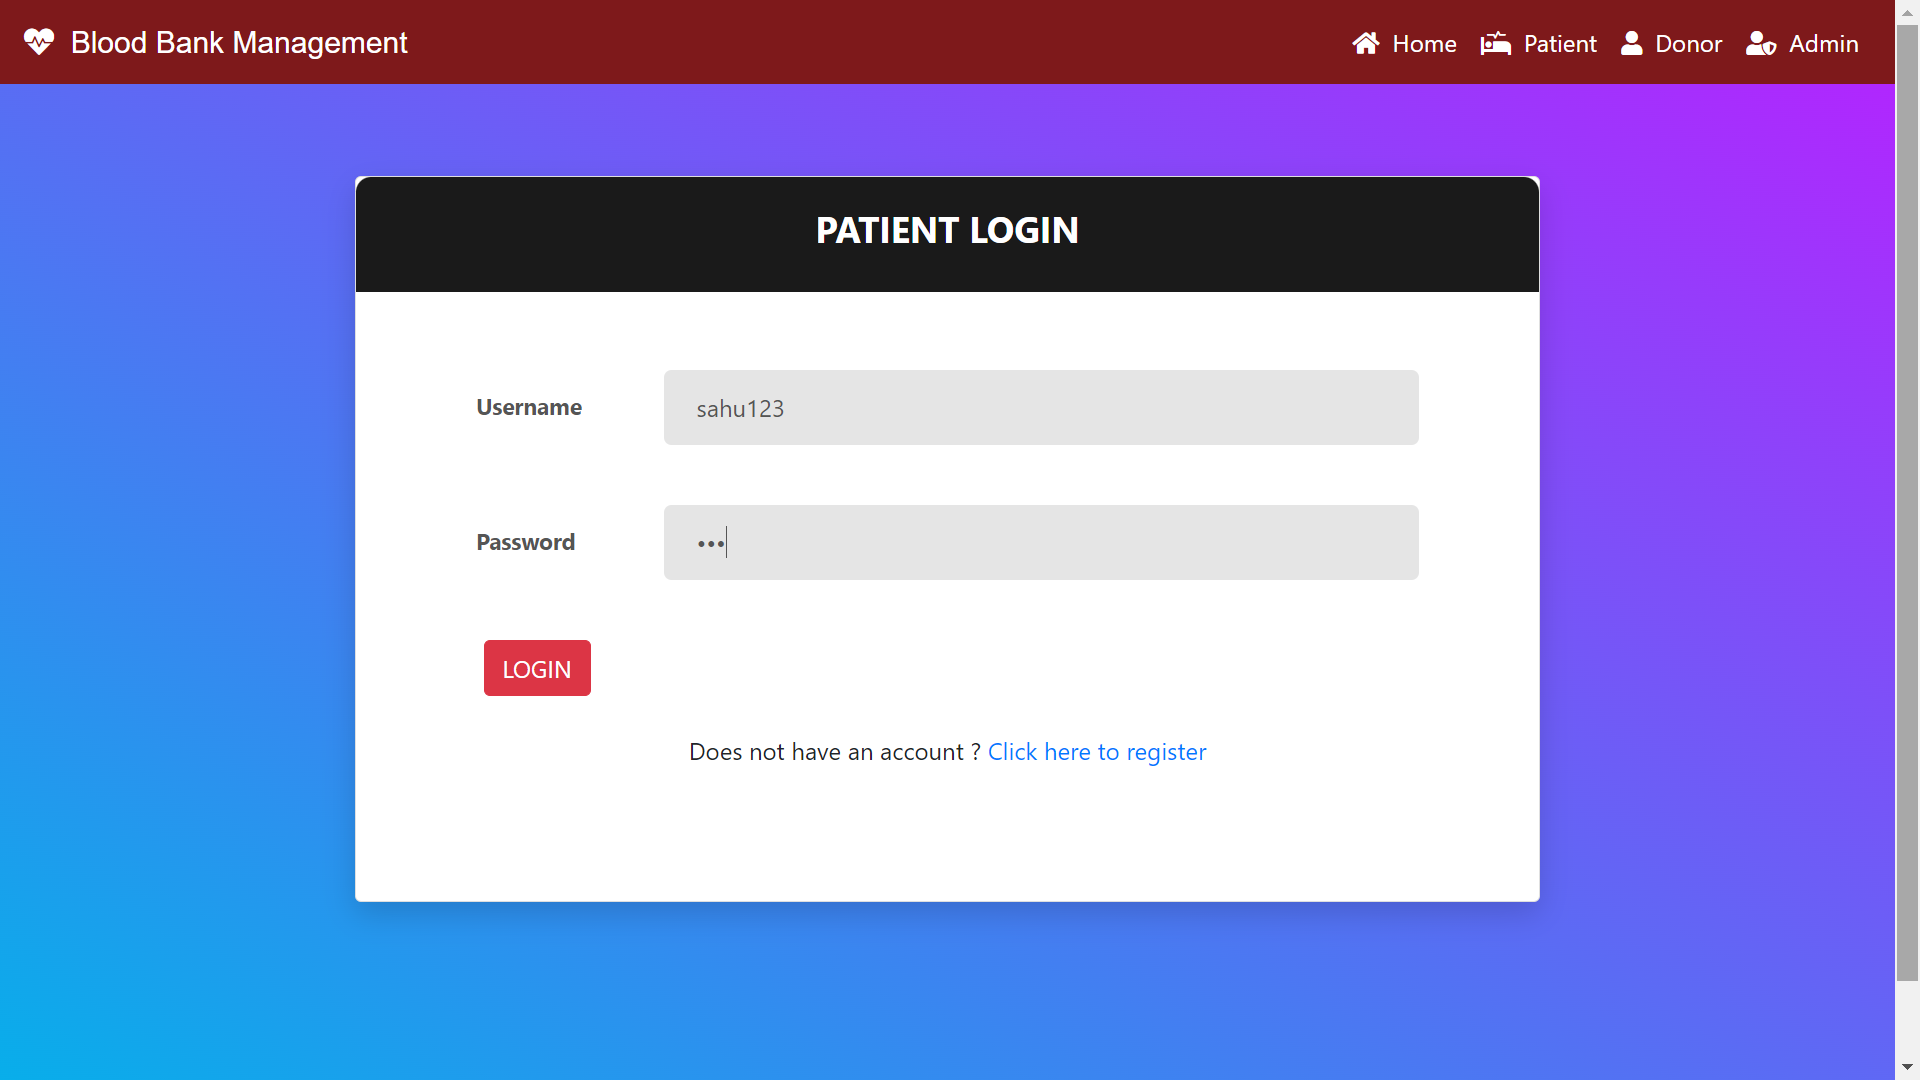 Blood Bank Management
Home Patient Donor Admin
PATIENT LOGIN
Username
sahu123
Password
•••
LOGIN
Does not have an account ? Click here to register